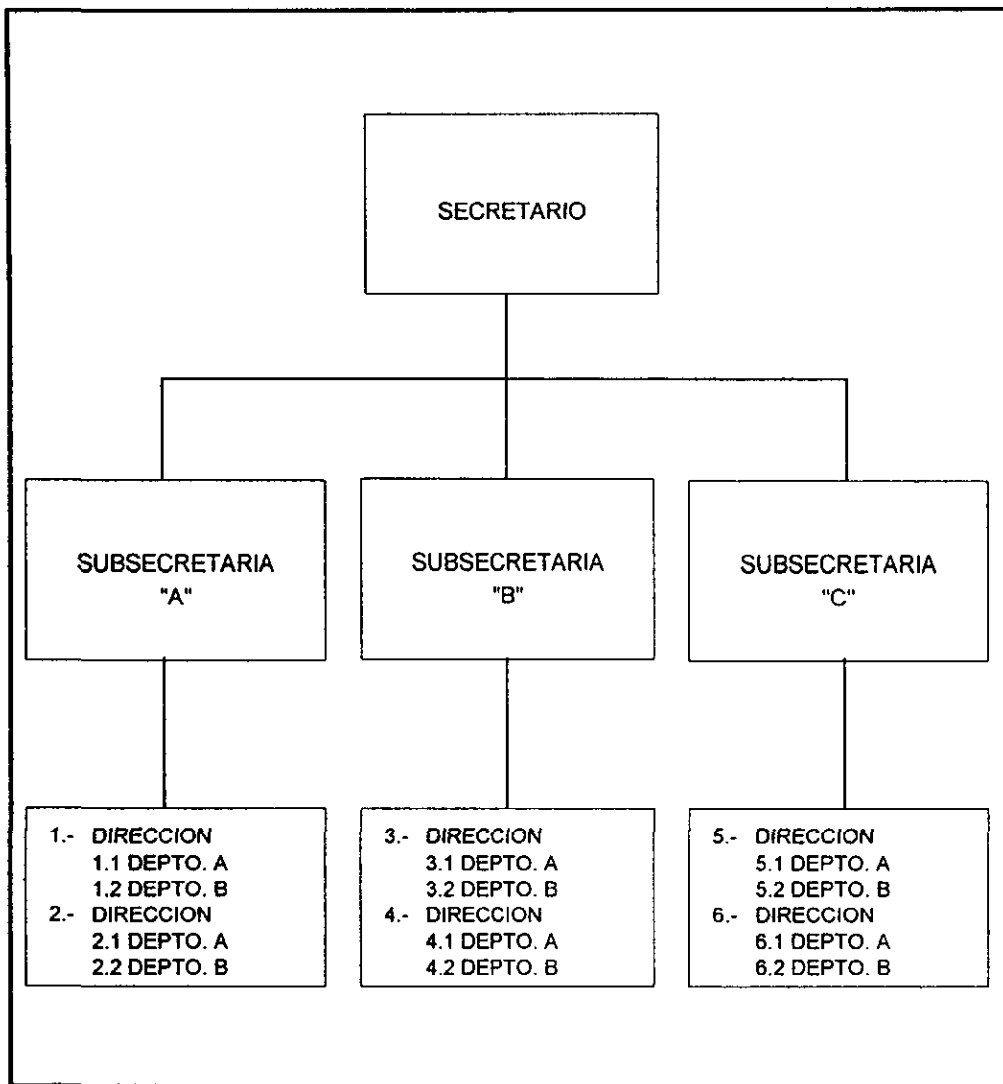 SECRETARIO
SUBSECRETARIA
"A"
SUBSECRETARIA
"B"
SUBSECRETARIA
"C"
1.- DIRECCION
1.1 DEPTO. A
1.2 DEPTO. B
2.- DIRECCION
2.1 DEPTO. A
2.2 DEPTO. B
3.- DIRECCION
3.1 DEPTO. A
3.2 DEPTO. B
4.- DIRECCION
4.1 DEPTO. A
4.2 DEPTO. B
5.- DIRECCION
5.1 DEPTO. A
5.2 DEPTO. B
6.- DIRECCION
6.1 DEPTO. A
6.2 DEPTO. B